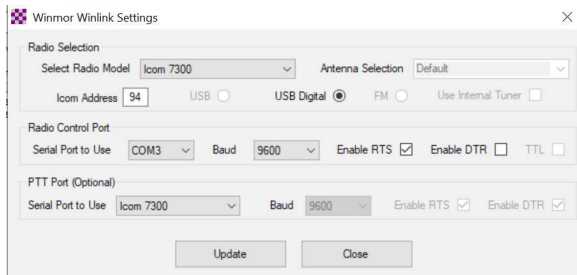 Winmor Winlink Settings
Radio Selection
Select Radio Model Icom 7300 Antenna Selection Default
Icom Address 94 USB USB Digital FM Use Internal Tuner
Radio Control Port
Serial Port to Use COM3 Baud 9600 Enable RTS Enable DTR TTL
PTT Port (Optional)
Serial Port to Use Icom 7300 Baud 9600 Enable RTS Enable DTR
Update Close